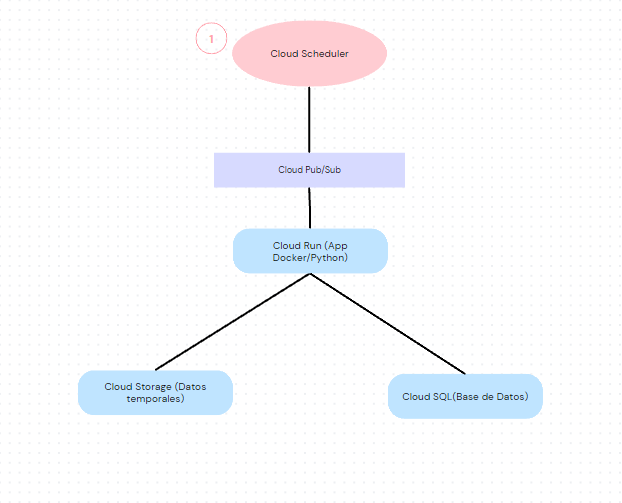 1
Cloud Scheduler
Cloud Pub/Sub
Cloud Run (App
Docker/Python)
Cloud Storage (Datos
temporales)
Cloud SQL(Base de Datos)